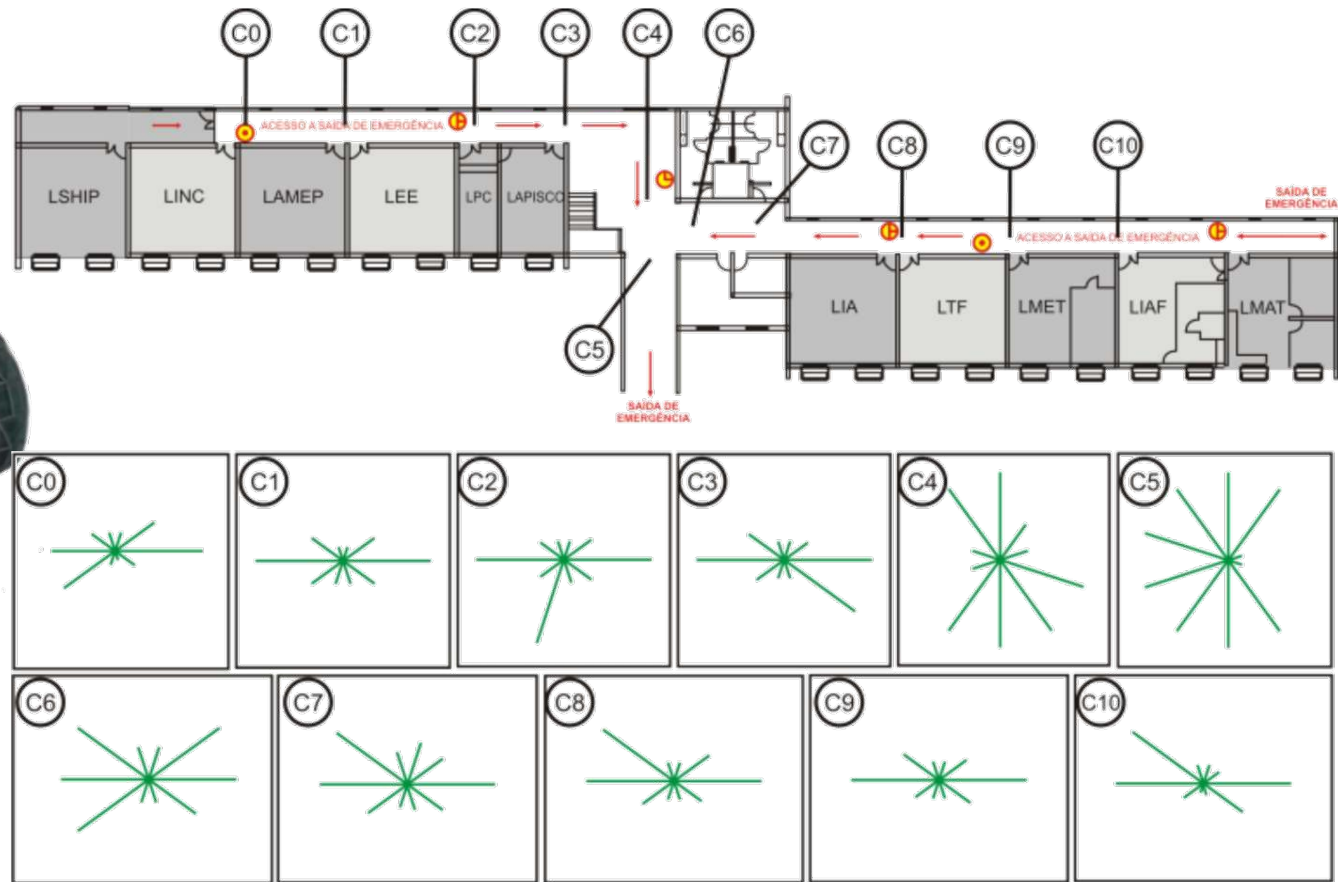 C0 C1 C2 C3 C4 C6
ACESSO A SAÍDA DE EMERGÊNCIA
C7 C8 C9 C10
LSHIP LINC LAMEP LEE LPC LAPISCO
SAÍDA DE
EMERGÊNCIA
ACESSO A SAÍDA DE EMERGÊNCIA
LIA LTF LMET LIAF LMAT
C5
SAÍDA DE
EMERGÊNCIA
C0 C1 C2 C3 C4 C5
C6 C7 C8 C9 C10